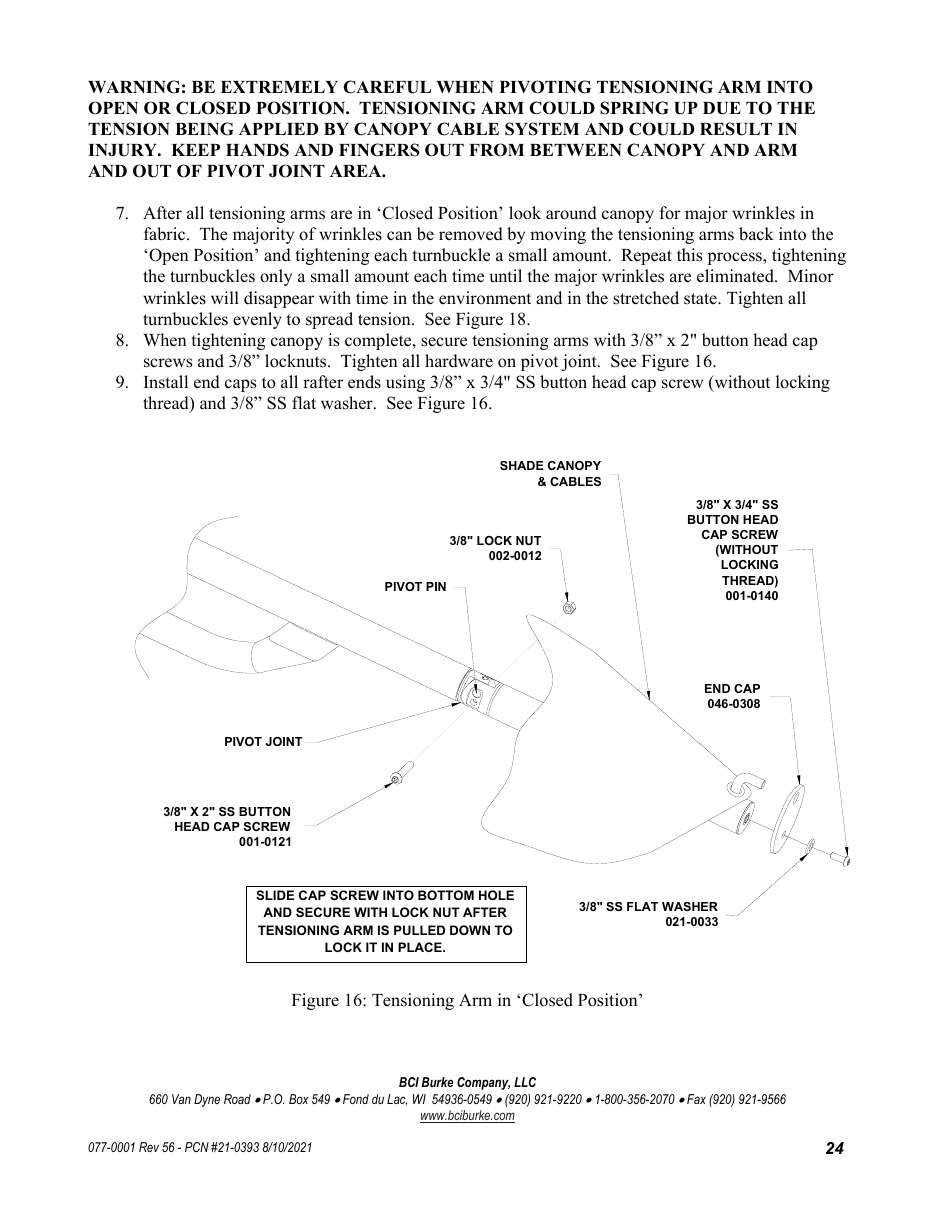 WARNING: BE EXTREMELY CAREFUL WHEN PIVOTING TENSIONING ARM INTO
OPEN OR CLOSED POSITION.  TENSIONING ARM COULD SPRING UP DUE TO THE
TENSION BEING APPLIED BY CANOPY CABLE SYSTEM AND COULD RESULT IN
INJURY.  KEEP HANDS AND FINGERS OUT FROM BETWEEN CANOPY AND ARM
AND OUT OF PIVOT JOINT AREA.
7. After all tensioning arms are in ‘Closed Position’ look around canopy for major wrinkles in
fabric.  The majority of wrinkles can be removed by moving the tensioning arms back into the
‘Open Position’ and tightening each turnbuckle a small amount.  Repeat this process, tightening
the turnbuckles only a small amount each time until the major wrinkles are eliminated.  Minor
wrinkles will disappear with time in the environment and in the stretched state. Tighten all
turnbuckles evenly to spread tension.  See Figure 18.
8. When tightening canopy is complete, secure tensioning arms with 3/8” x 2" button head cap
screws and 3/8” locknuts.  Tighten all hardware on pivot joint.  See Figure 16.
9. Install end caps to all rafter ends using 3/8” x 3/4" SS button head cap screw (without locking
thread) and 3/8” SS flat washer.  See Figure 16.
SHADE CANOPY
& CABLES
3/8" X 3/4" SS
BUTTON HEAD
CAP SCREW
(WITHOUT
LOCKING
THREAD)
001-0140
3/8" LOCK NUT
002-0012
PIVOT PIN
END CAP
046-0308
PIVOT JOINT
3/8" X 2" SS BUTTON
HEAD CAP SCREW
001-0121
SLIDE CAP SCREW INTO BOTTOM HOLE
AND SECURE WITH LOCK NUT AFTER
TENSIONING ARM IS PULLED DOWN TO
LOCK IT IN PLACE.
3/8" SS FLAT WASHER
021-0033
Figure 16: Tensioning Arm in ‘Closed Position’
BCI Burke Company, LLC
660 Van Dyne Road • P.O. Box 549 • Fond du Lac, WI  54936-0549 • (920) 921-9220 • 1-800-356-2070 • Fax (920) 921-9566
www.bciburke.com
077-0001 Rev 56 - PCN #21-0393 8/10/2021
24